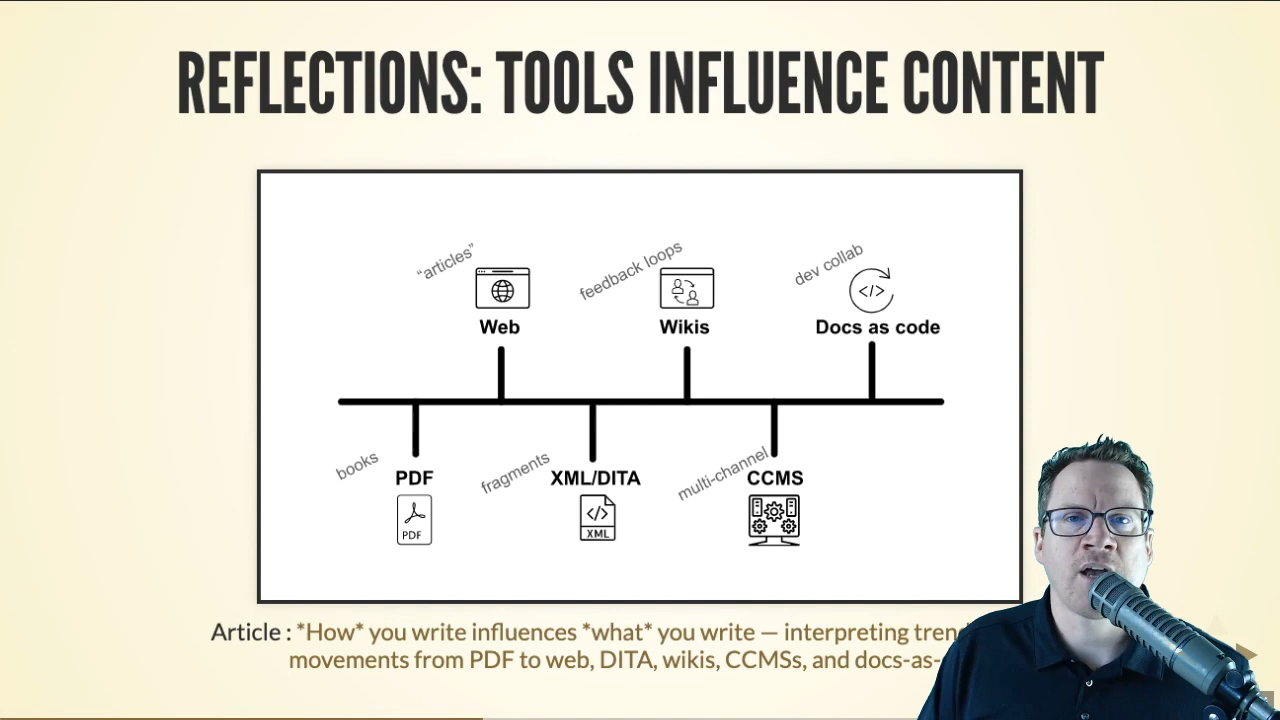 REFLECTIONS: TOOLS INFLUENCE CONTENT
"articles"
feedback loops
dev collab
</>
Web
Wikis
Docs as code
books
fragments
multi-channel
PDF
XML/DITA
CCMS
PDF
</>
XML
Article : *How* you write influences *what* you write — interpreting
movements from PDF to web, DITA, wikis, CCMSs, and docs-as-